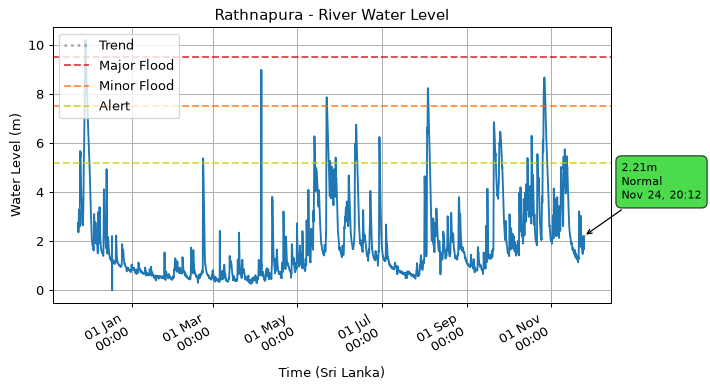 Rathnapura - River Water Level
Trend
Major Flood
Minor Flood
Alert
10
8
6
4
2
0
Water Level (m)
2.21m
Normal
Nov 24, 20:12
01 Jan
00:00
01 Mar
00:00
01 May
00:00
01 Jul
00:00
01 Sep
00:00
01 Nov
00:00
Time (Sri Lanka)